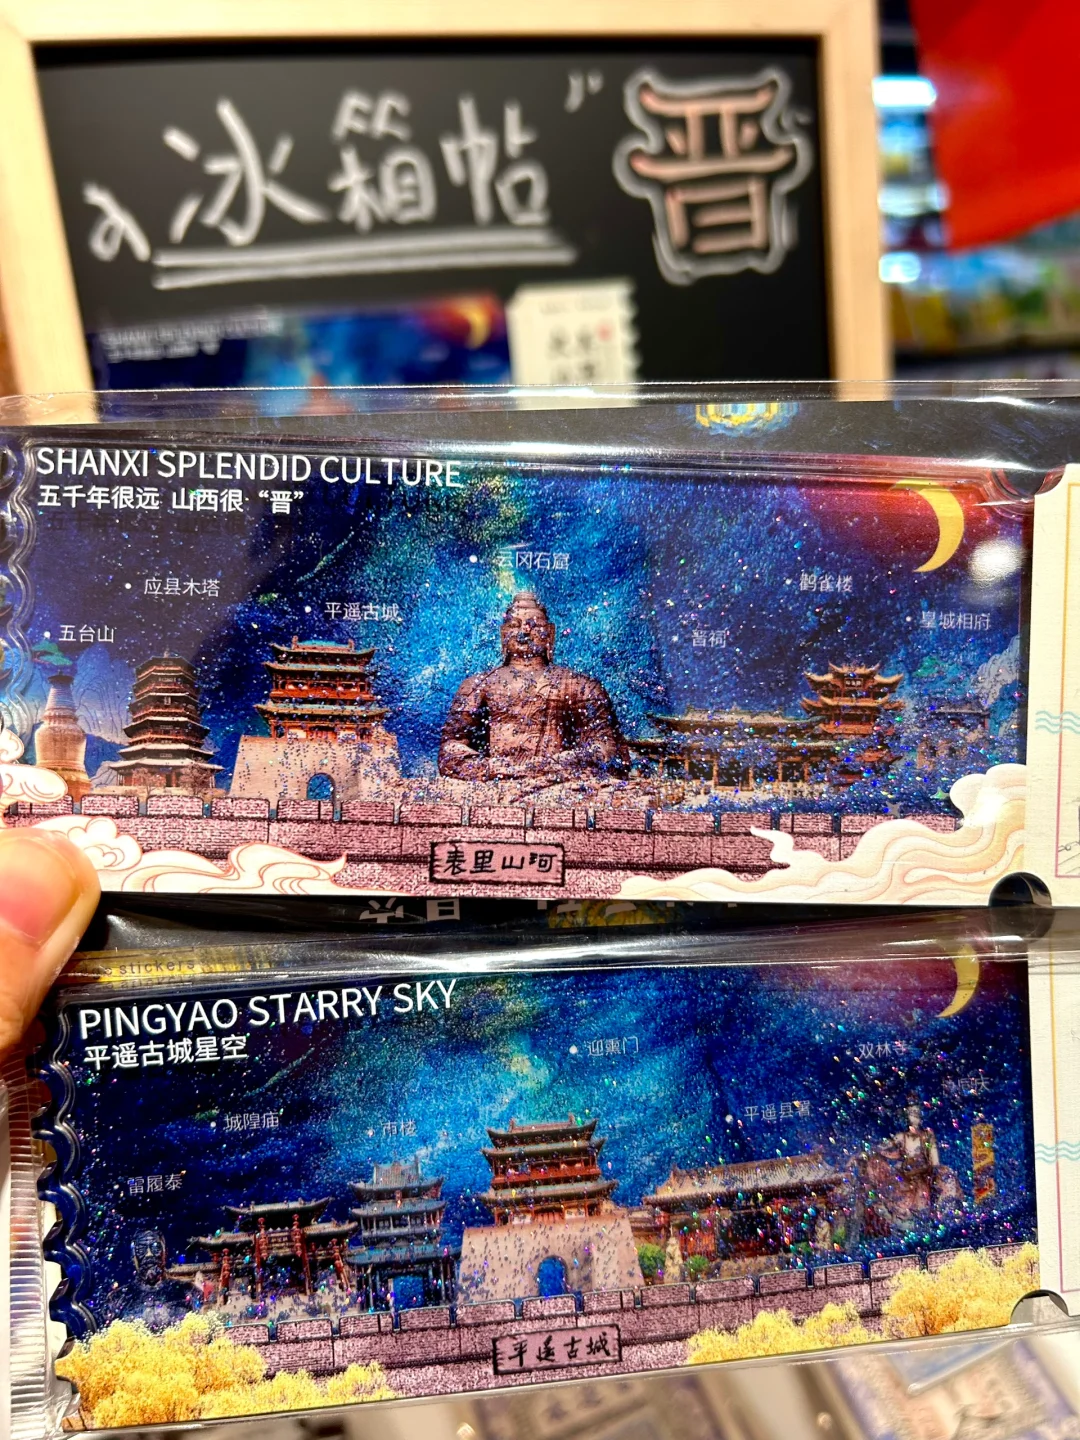 冰箱帖 " 晋
SHANXI SPLENDID CULTURE
五千年很远 山西很“晋”
云冈石窟
应县木塔
鹳雀楼
平遥古城
皇城相府
五台山
晋祠
表里山河
stickers
PINGYAO STARRY SKY
平遥古城星空
迎熏门
双林寺
城隍庙
市楼
平遥县署
雷履泰
平遥古城